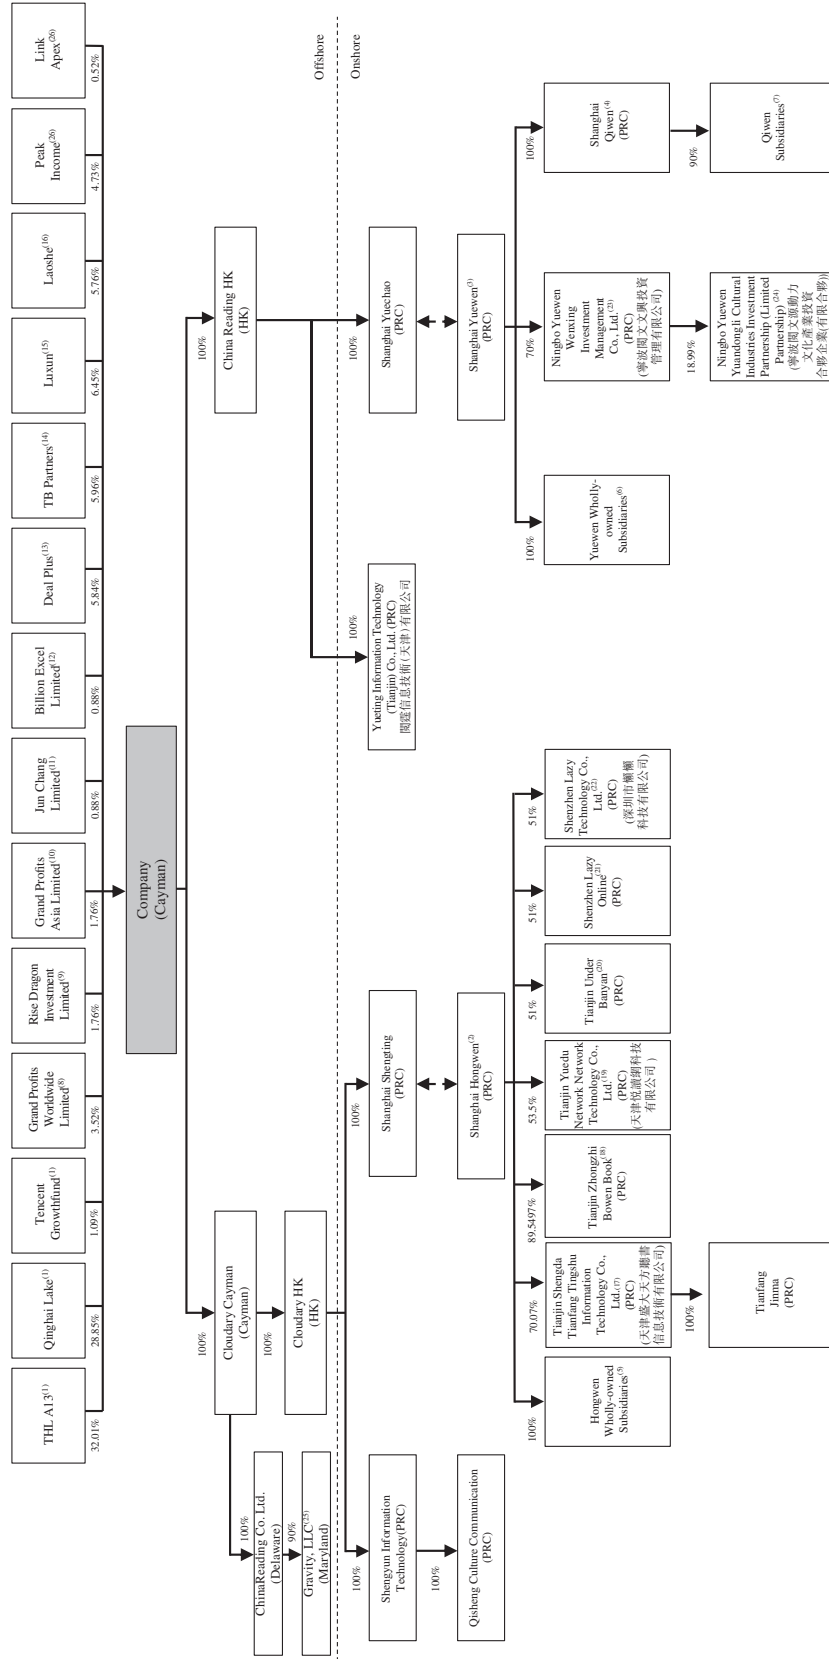 THL A13(1)
32.01%
Qinghai Lake(1)
28.85%
Tencent
Growthfund(1)
1.09%
Grand Profits
Worldwide
Limited(8)
3.52%
Rise Dragon
Investment
Limited(9)
1.76%
Grand Profits
Asia Limited(10)
1.76%
Jun Chang
Limited(11)
0.88%
Billion Excel
Limited(12)
0.88%
Deal Plus(13)
5.84%
TB Partners(14)
5.96%
Luxun(15)
6.45%
Laoshe(16)
5.76%
Peak
Income(26)
4.73%
Link
Apex(26)
0.52%
Company
(Cayman)
100%
Cloudary Cayman
(Cayman)
100%
China Reading HK
(HK)
100%
ChinaReading Co. Ltd.
(Delaware)
100%
Cloudary HK
(HK)
90%
Gravity, LLC(25)
(Maryland)
Offshore
Onshore
100%
Shengyun Information
Technology(PRC)
100%
Shanghai Shengting
(PRC)
100%
Yueting Information Technology
(Tianjin) Co., Ltd. (PRC)
閱霆信息技術(天津)有限公司
100%
Shanghai Yuechao
(PRC)
100%
Qisheng Culture Communication
(PRC)
Shanghai Hongwen(2)
(PRC)
Shanghai Yuewen(3)
(PRC)
100%
Hongwen
Wholly-owned
Subsidiaries(5)
70.07%
Tianjin Shengda
Tianfang Tingshu
Information
Technology Co.,
Ltd.(17)
(PRC)
(天津盛大天方聽書
信息技術有限公司)
89.5497%
Tianjin Zhongzhi
Bowen Book(18)
(PRC)
53.5%
Tianjin Yuedu
Network Network
Technology Co.,
Ltd.(19)
(PRC)
(天津悅讀網科技
有限公司)
51%
Tianjin Under
Banyan(20)
(PRC)
51%
Shenzhen Lazy
Online(21)
(PRC)
51%
Shenzhen Lazy
Technology Co.,
Ltd.(22)
(PRC)
(深圳市懶懶
科技有限公司)
100%
Yuewen Wholly-
owned
Subsidiaries(6)
70%
Ningbo Yuewen
Wenxing
Investment
Management
Co., Ltd.(23)
(PRC)
(寧波閱文文興投資
管理有限公司)
100%
Shanghai
Qiwen(4)
(PRC)
100%
Tianfang
Jinma
(PRC)
18.99%
Ningbo Yuewen
Yuandongli Cultural
Industries Investment
Partnership (Limited
Partnership) (24)
(寧波閱文源動力
文化產業投資
合夥企業(有限合夥))
90%
Qiwen
Subsidiaries(7)